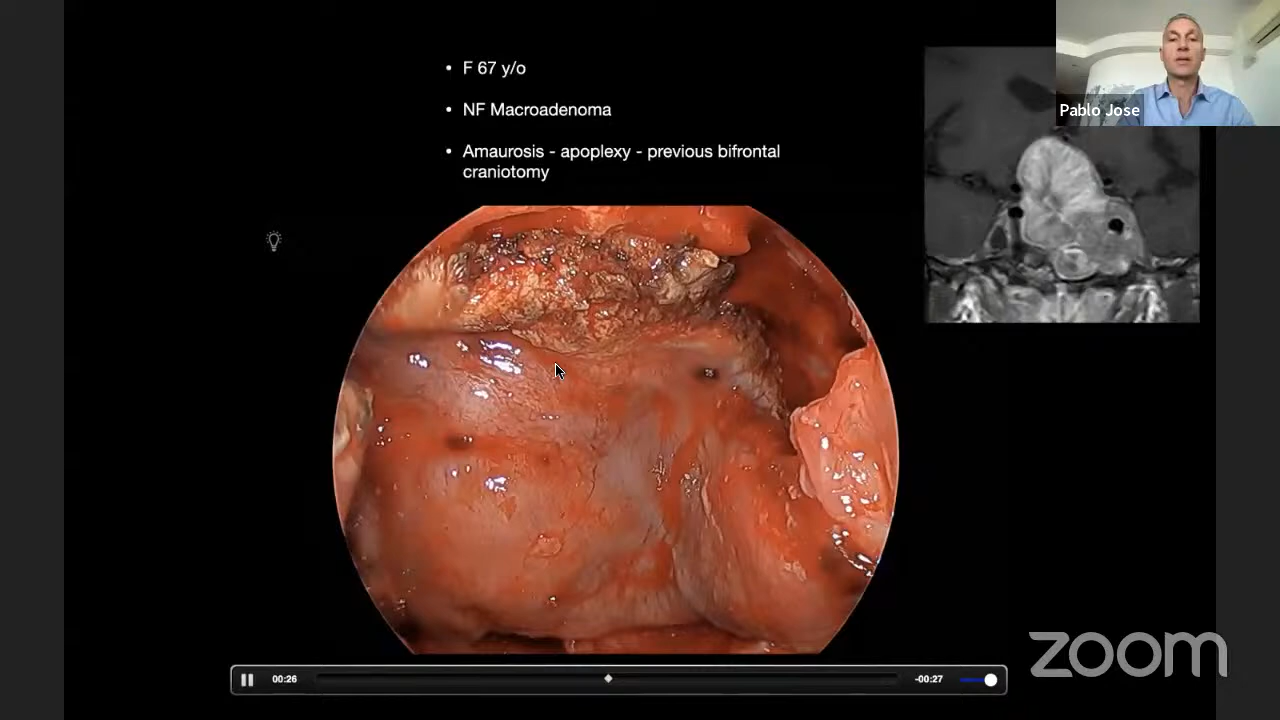 • F 67 y/o
• NF Macroadenoma
• Amaurosis - apoplexy - previous bifrontal
craniotomy
Pablo Jose
00:26
-00:27
zoom